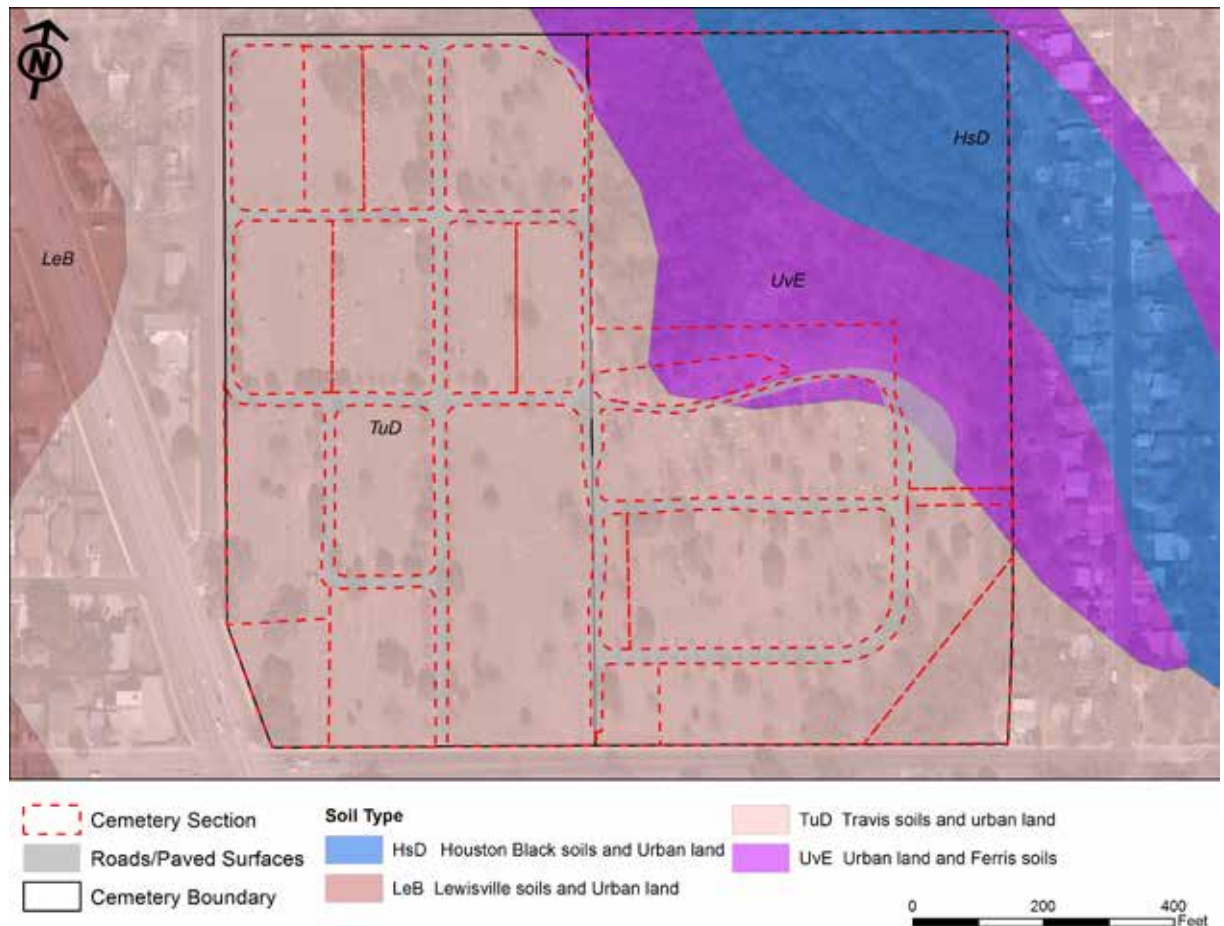 N
HsD
LeB
UvE
TuD
Cemetery Section
Roads/Paved Surfaces
Cemetery Boundary
Soil Type
HsD Houston Black soils and Urban land
LeB Lewisville soils and Urban land
TuD Travis soils and urban land
UvE Urban land and Ferris soils
0 200 400
Feet